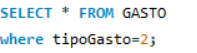 SELECT * FROM GASTO
where tipoGasto=2;